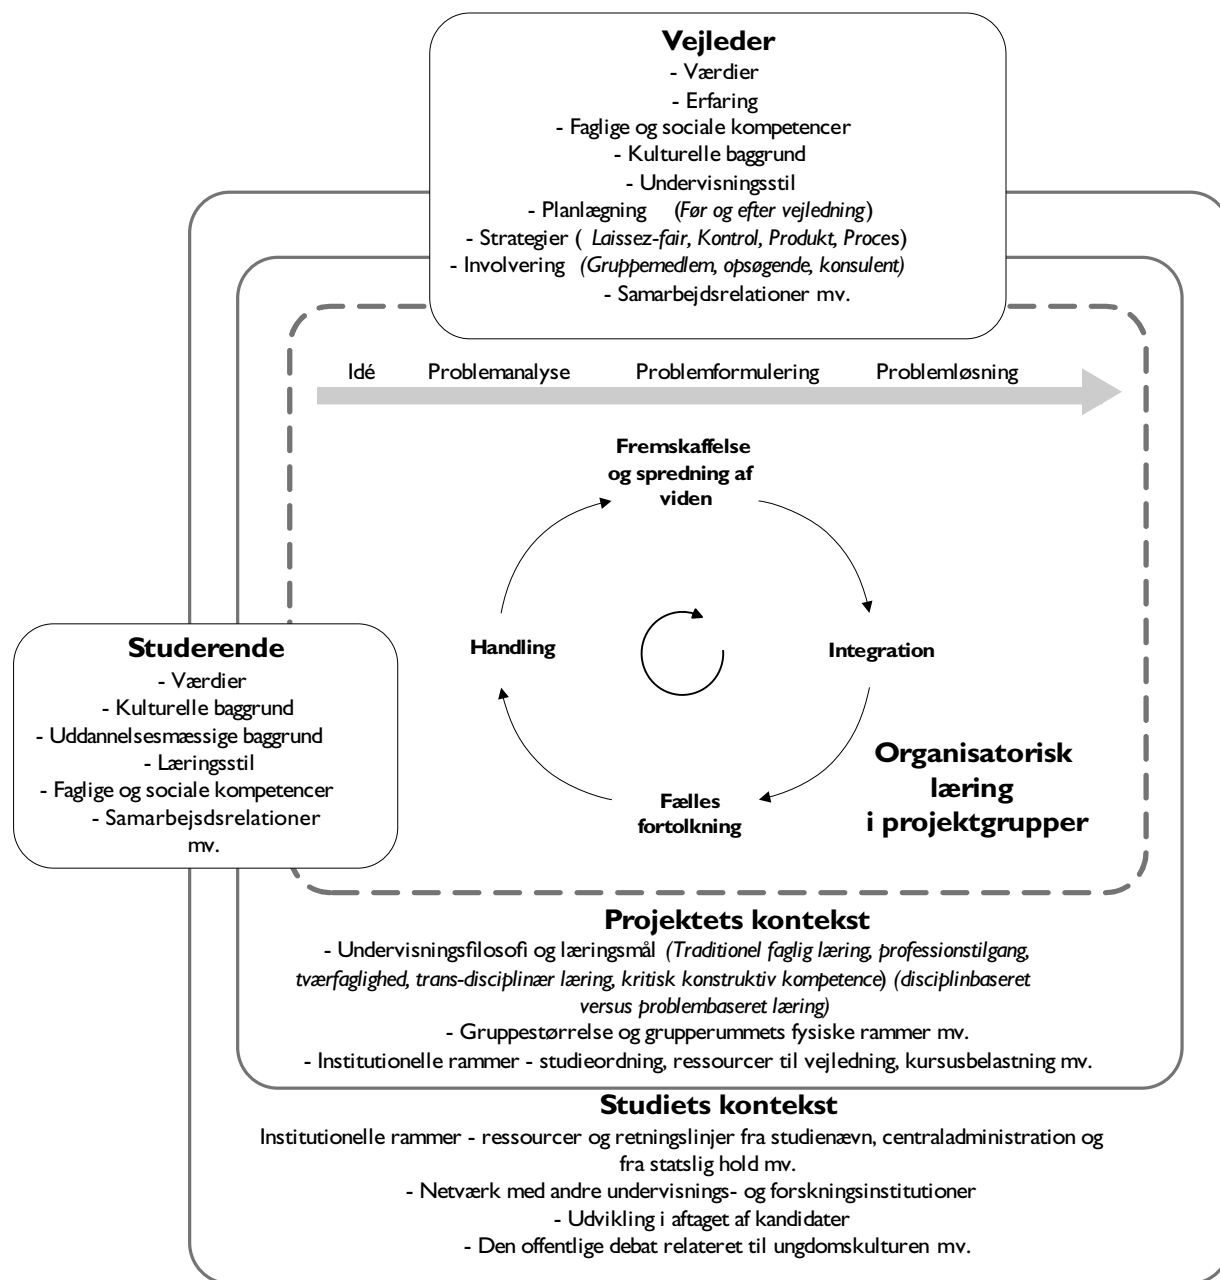 Vejleder
- Værdier
- Erfaring
- Faglige og sociale kompetencer
- Kulturelle baggrund
- Undervisningsstil
- Planlægning (Før og efter vejledning)
- Strategier ( Laissez-fair, Kontrol, Produkt, Proces)
- Involvering (Gruppemedlem, opsøgende, konsulent)
- Samarbejdsrelationer mv.
Idé Problemanalyse Problemformulering Problemløsning
Fremskaffelse
og spredning af
viden
Handling
Integration
Fælles
fortolkning
Organisatorisk
læring
i projektgrupper
Studerende
- Værdier
- Kulturelle baggrund
- Uddannelsesmæssige baggrund
- Læringsstil
- Faglige og sociale kompetencer
- Samarbejsdsrelationer
mv.
Projektets kontekst
- Undervisningsfilosofi og læringsmål (Traditionel faglig læring, professionstilgang,
tværfaglighed, trans-disciplinær læring, kritisk konstruktiv kompetence) (disciplinbaseret
versus problembaseret læring)
- Gruppestørrelse og grupperummets fysiske rammer mv.
- Institutionelle rammer - studieordning, ressourcer til vejledning, kursusbelastning mv.
Studiets kontekst
Institutionelle rammer - ressourcer og retningslinjer fra studienævn, centraladministration og
fra statslig hold mv.
- Netværk med andre undervisnings- og forskningsinstitutioner
- Udvikling i aftaget af kandidater
- Den offentlige debat relateret til ungdomskulturen mv.